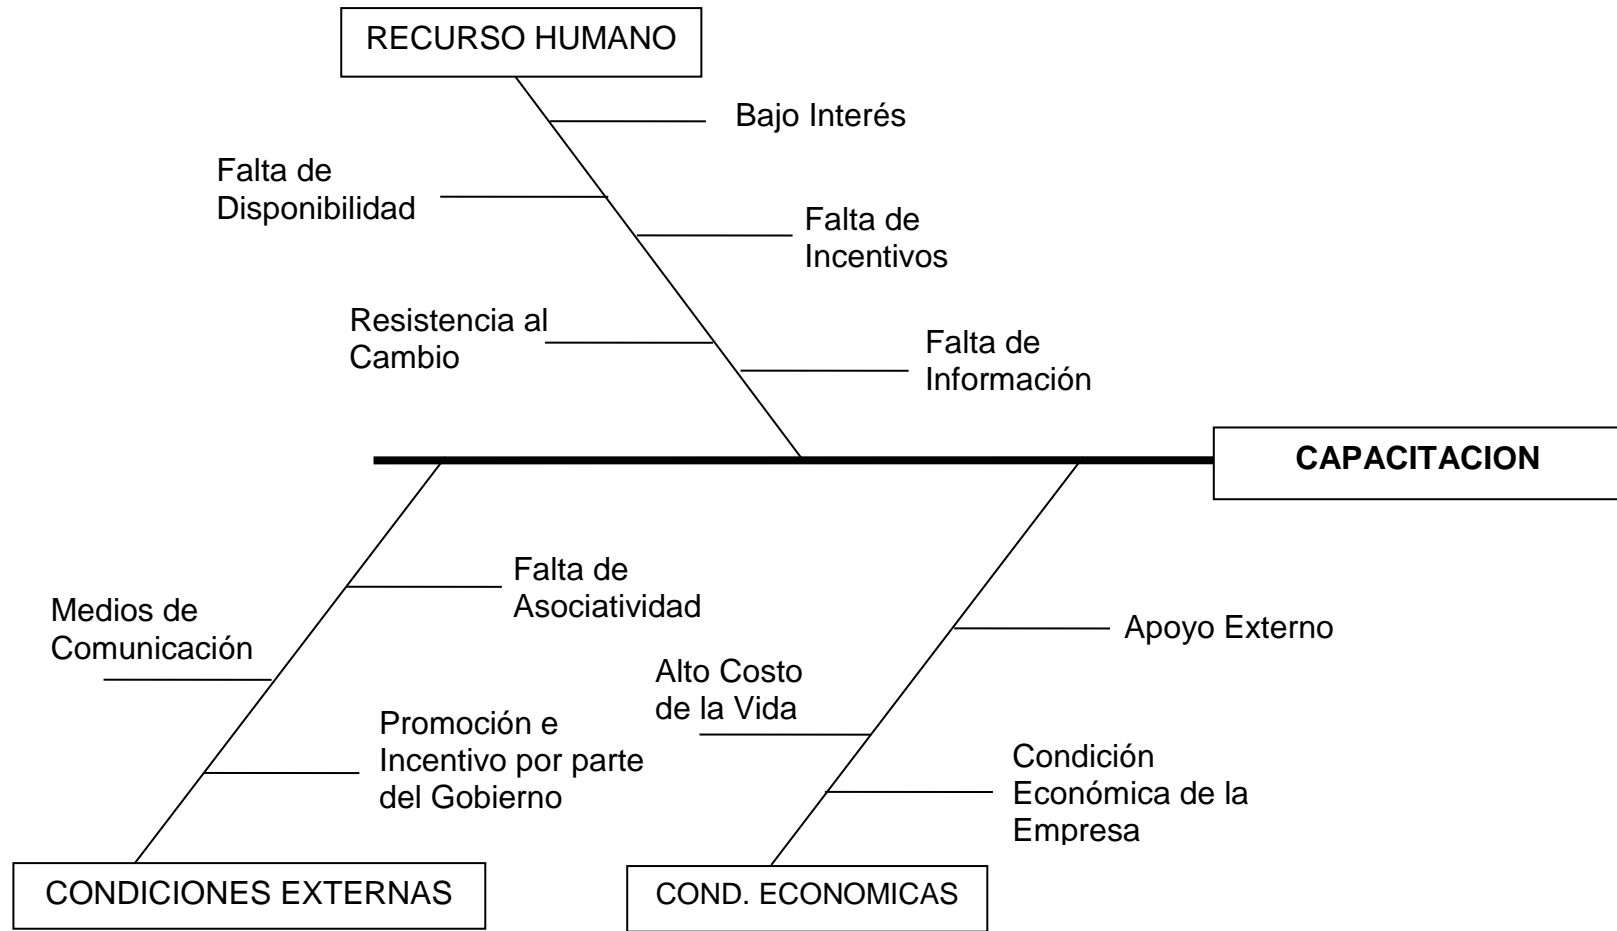 RECURSO HUMANO
Bajo Interés
Falta de
Disponibilidad
Falta de
Incentivos
Resistencia al
Cambio
Falta de
Información
CAPACITACION
Falta de
Asociatividad
Medios de
Comunicación
Apoyo Externo
Alto Costo
de la Vida
Promoción e
Incentivo por parte
del Gobierno
Condición
Económica de la
Empresa
CONDICIONES EXTERNAS
COND. ECONOMICAS